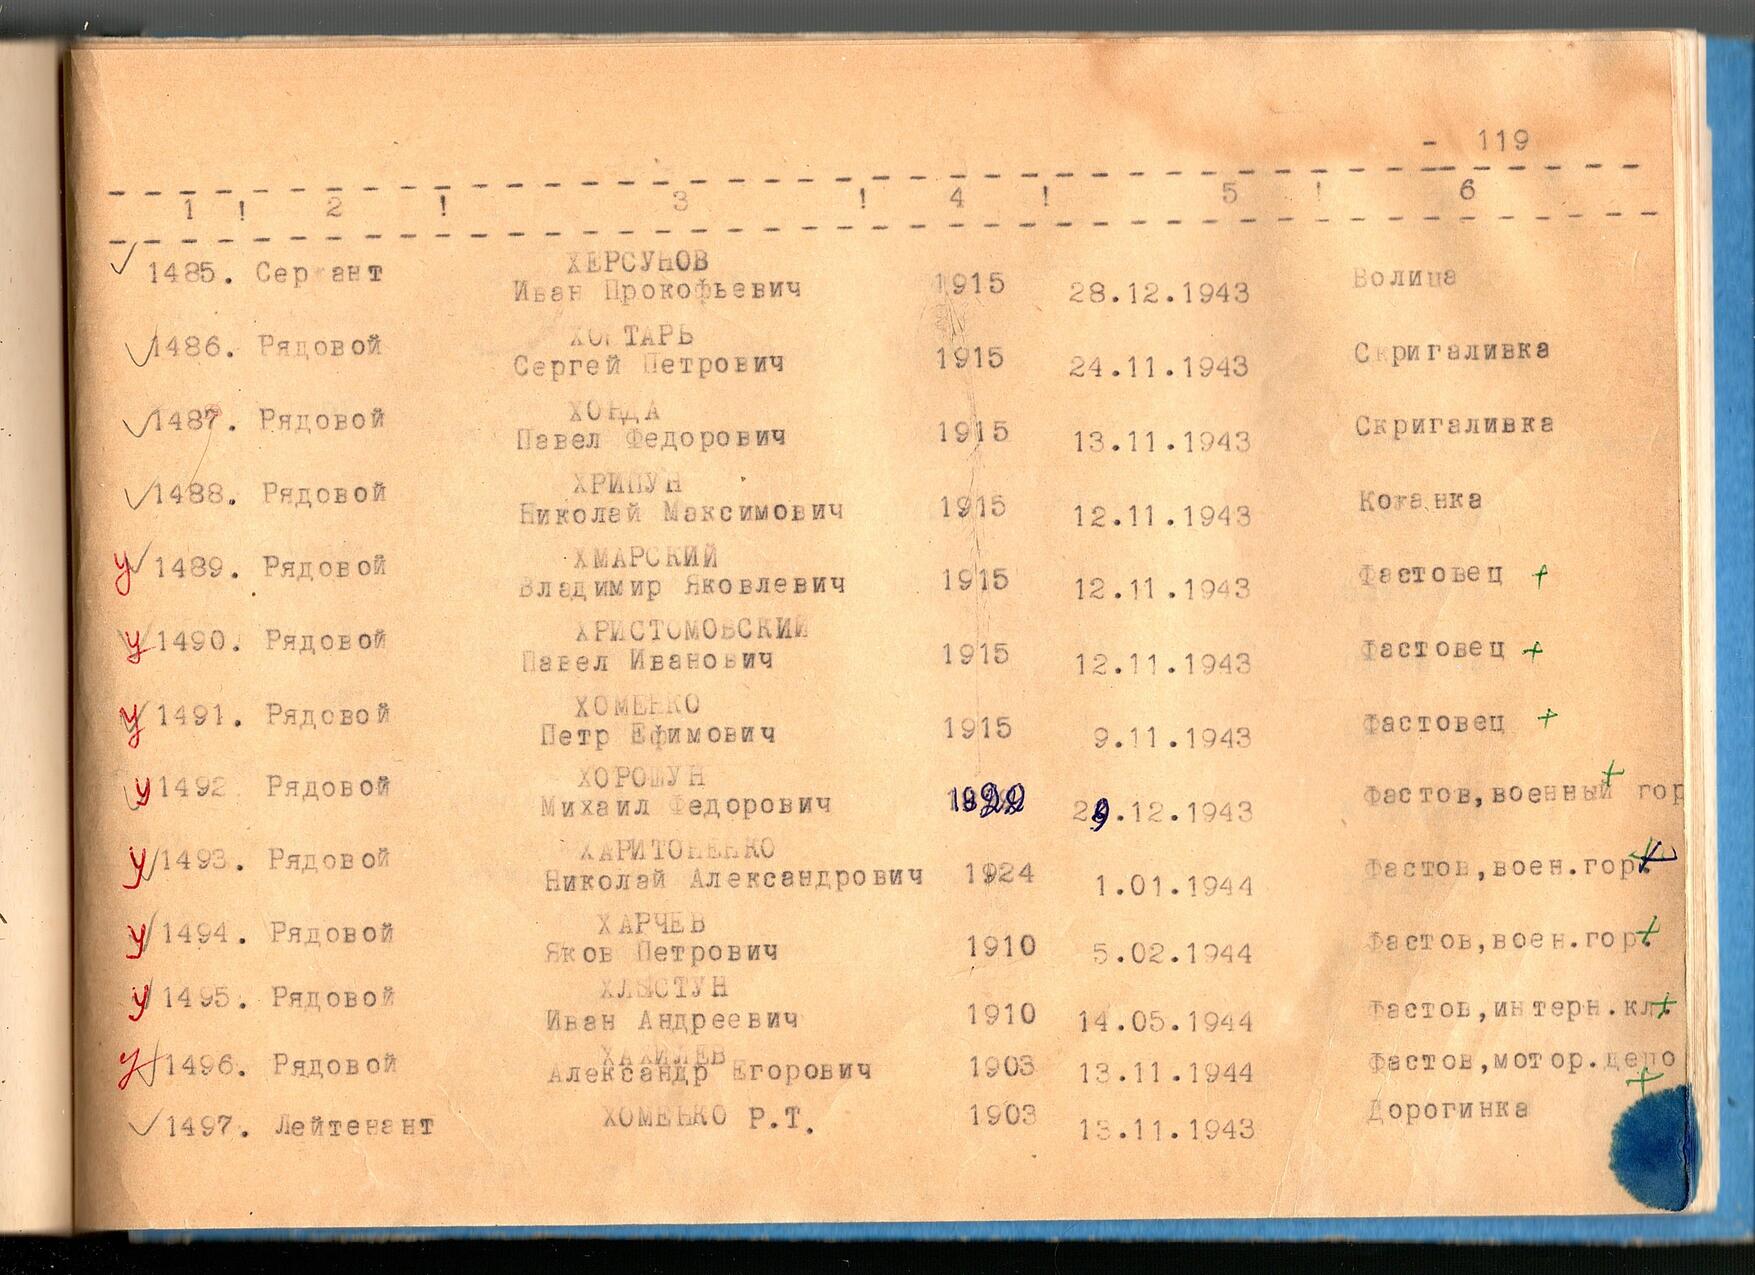 - 119
1 ! 2 ! 3 ! 4 ! 5 ! 6
1485. Сержант ХЕРСУНОВ
Иван Прокофьевич 1915 28.12.1943 Волица
1486. Рядовой
Сергей Петрович 1915 24.11.1943 Скригаливка
1487. Рядовой ХОНДА
Павел Федорович 1915 13.11.1943 Скригаливка
1488. Рядовой ХРИПУН
Николай Максимович 1915 12.11.1943 Кожанка
у 1489. Рядовой ХМАРСКИЙ
Владимир Яковлевич 1915 12.11.1943 Фастовец +
у 1490. Рядовой ХРИСТОМОВСКИЙ
Павел Иванович 1915 12.11.1943 Фастовец +
у 1491. Рядовой ХОМЕНКО
Петр Ефимович 1915 9.11.1943 Фастовец +
у 1492. Рядовой ХОРОШУН
Михаил Федорович 29.12.1943 Фастов,военный гор +
у 1493. Рядовой ХАРИТОНЕНКО
Николай Александрович 1924 1.01.1944 Фастов,воен.гор. +
у 1494. Рядовой ХАРЧЕВ
Яков Петрович 1910 5.02.1944 Фастов,воен.гор. +
у 1495. Рядовой ХЛЫСТУН
Иван Андреевич 1910 14.05.1944 Фастов,интерн.кл. +
у 1496. Рядовой ХАХИЛЕВ
Александр Егорович 1903 13.11.1944 Фастов,мотор.депо +
1497. Лейтенант ХОМЕНКО Р.Т. 1903 13.11.1943 Дорогинка